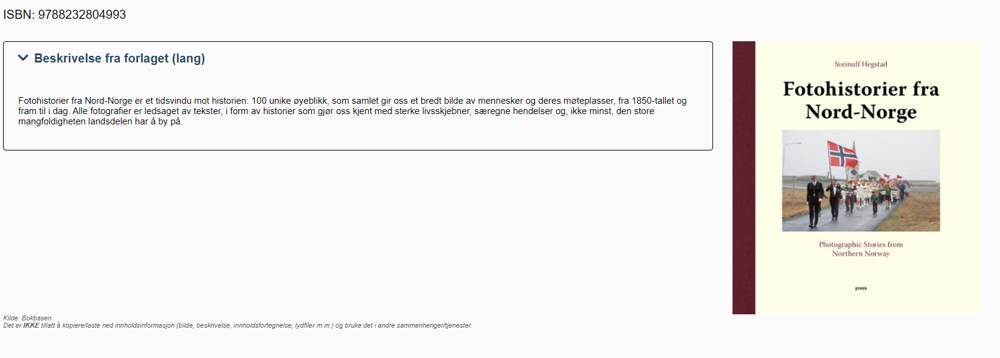 ISBN: 9788232804993
Beskrivelse fra forlaget (lang)
Fotohistorier fra Nord-Norge er et tidsvindu mot historien: 100 unike øyeblikk, som samlet gir oss et bredt bilde av mennesker og deres møteplasser, fra 1850-tallet og
fram til i dag. Alle fotografier er ledsaget av tekster, i form av historier som gjør oss kjent med sterke livsskjebner, særegne hendelser og, ikke minst, den store
mangfoldigheten landsdelen har å by på.
Sveinulf Hegstad
Fotohistorier fra
Nord-Norge
Photographic Stories from
Northern Norway
press
Kilde: Bokbasen
Det er IKKE tillatt å kopiere/laste ned innholdsinformasjon (bilde, beskrivelse, innholdsfortegnelse, lydfiler m.m.) og bruke det i andre sammenhenger/tjenester.